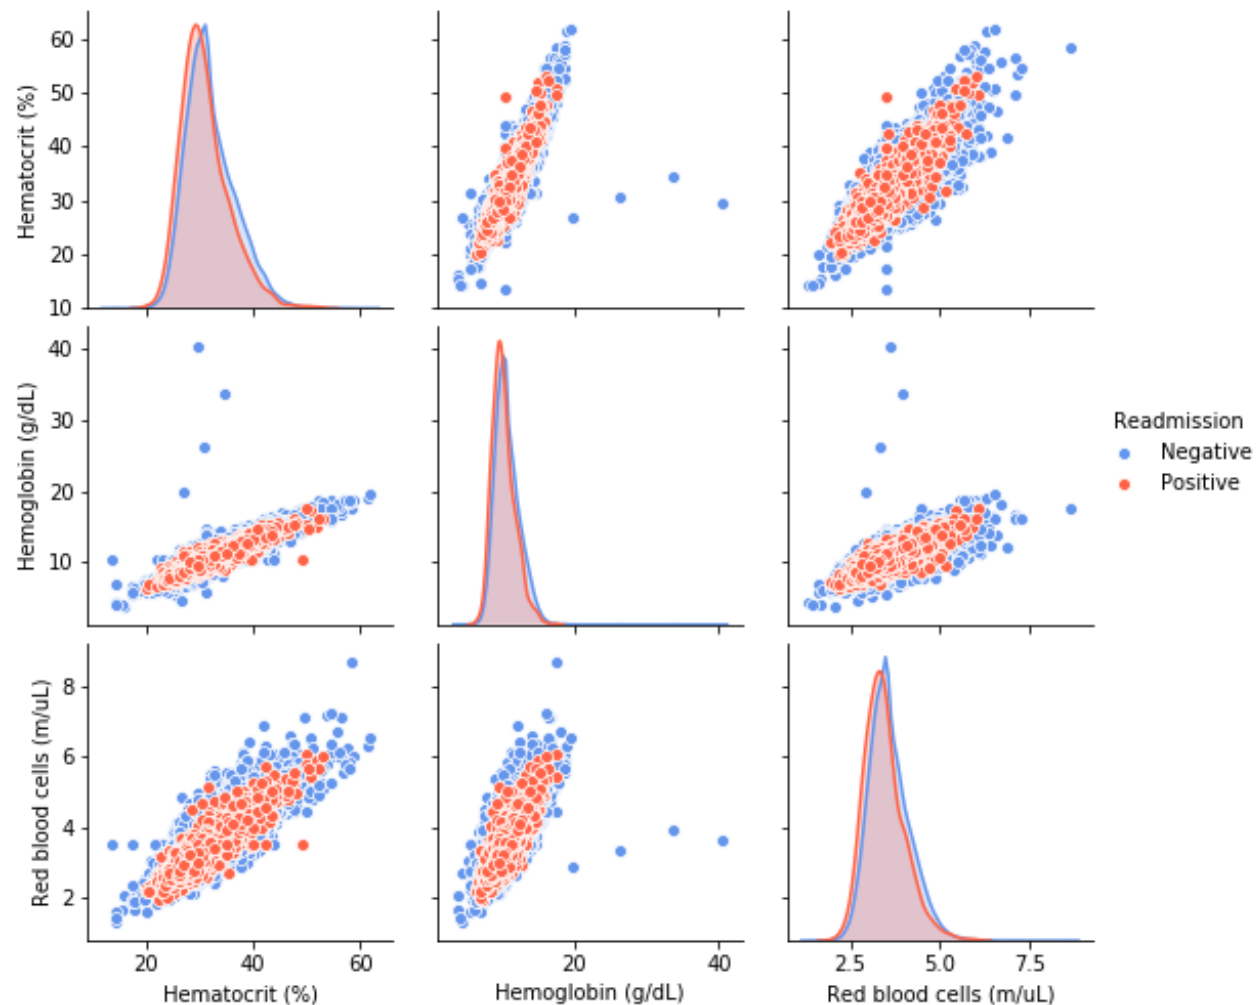 60
50
40
30
20
10
Hematocrit (%)
20
40
60
20
40
2.5
5.0
7.5
40
30
20
10
Hemoglobin (g/dL)
Readmission
Negative
Positive
8
6
4
2
Red blood cells (m/uL)
Hematocrit (%)
Hemoglobin (g/dL)
Red blood cells (m/uL)